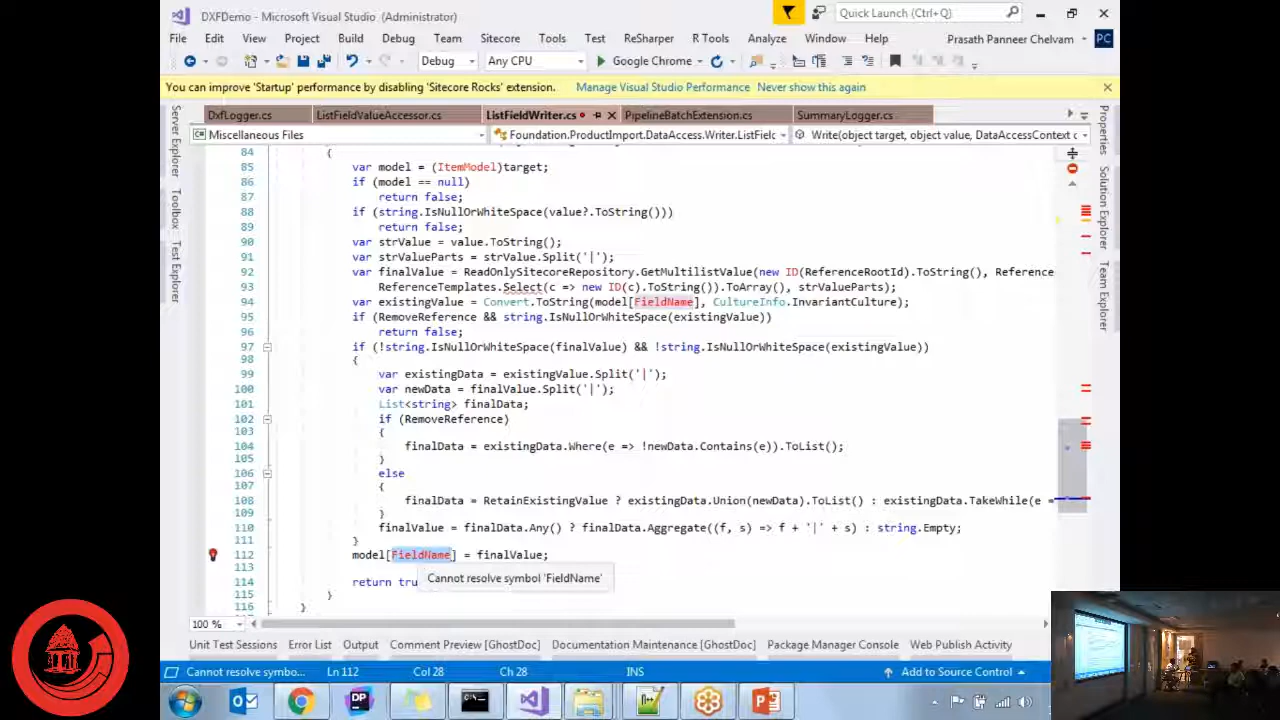 DXFDemo - Microsoft Visual Studio (Administrator)
Quick Launch (Ctrl+Q)
File Edit View Project Build Debug Team Sitecore Tools Test ReSharper R Tools Analyze Window Help
Prasath Panneer Chelvam
PC
Debug Any CPU Google Chrome
You can improve 'Startup' performance by disabling 'Sitecore Rocks' extension. Manage Visual Studio Performance Never show this again
DxfLogger.cs ListFieldValueAccessor.cs ListFieldWriter.cs PipelineBatchExtension.cs SummaryLogger.cs
Miscellaneous Files Foundation.ProductImport.DataAccess.Writer.ListFielc Write(object target, object value, DataAccessContext c
84 {
85 var model = (ItemModel)target;
86 if (model == null)
87 return false;
88 if (string.IsNullOrWhiteSpace(value?.ToString()))
89 return false;
90 var strValue = value.ToString();
91 var strValueParts = strValue.Split('|');
92 var finalValue = ReadOnlySitecoreRepository.GetMultilistValue(new ID(ReferenceRootId).ToString(), Reference
93 ReferenceTemplates.Select(c => new ID(c).ToString()).ToArray(), strValueParts);
94 var existingValue = Convert.ToString(model[FieldName], CultureInfo.InvariantCulture);
95 if (RemoveReference && string.IsNullOrWhiteSpace(existingValue))
96 return false;
97 if (!string.IsNullOrWhiteSpace(finalValue) && !string.IsNullOrWhiteSpace(existingValue))
98 {
99 var existingData = existingValue.Split('|');
100 var newData = finalValue.Split('|');
101 List<string> finalData;
102 if (RemoveReference)
103 {
104 finalData = existingData.Where(e => !newData.Contains(e)).ToList();
105 }
106 else
107 {
108 finalData = RetainExistingValue ? existingData.Union(newData).ToList() : existingData.TakeWhile(e =
109 }
110 finalValue = finalData.Any() ? finalData.Aggregate((f, s) => f + '|' + s) : string.Empty;
111 }
112 model[FieldName] = finalValue;
113
Cannot resolve symbol 'FieldName'
114 return tru
115 }
116 }
100 %
Unit Test Sessions Error List Output Comment Preview [GhostDoc] Documentation Maintenance [GhostDoc] Package Manager Console Web Publish Activity
Cannot resolve symbo... Ln 112 Col 28 Ch 28 INS Add to Source Control
Server Explorer
Toolbox
Test Explorer
Properties
Solution Explorer
Team Explorer